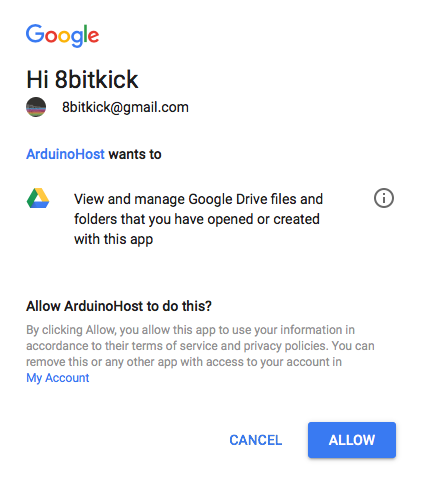 Google
Hi 8bitkick
8bitkick@gmail.com
ArduinoHost wants to
View and manage Google Drive files and
folders that you have opened or created
with this app
Allow ArduinoHost to do this?
By clicking Allow, you allow this app to use your information in
accordance to their terms of service and privacy policies. You can
remove this or any other app with access to your account in
My Account
CANCEL
ALLOW